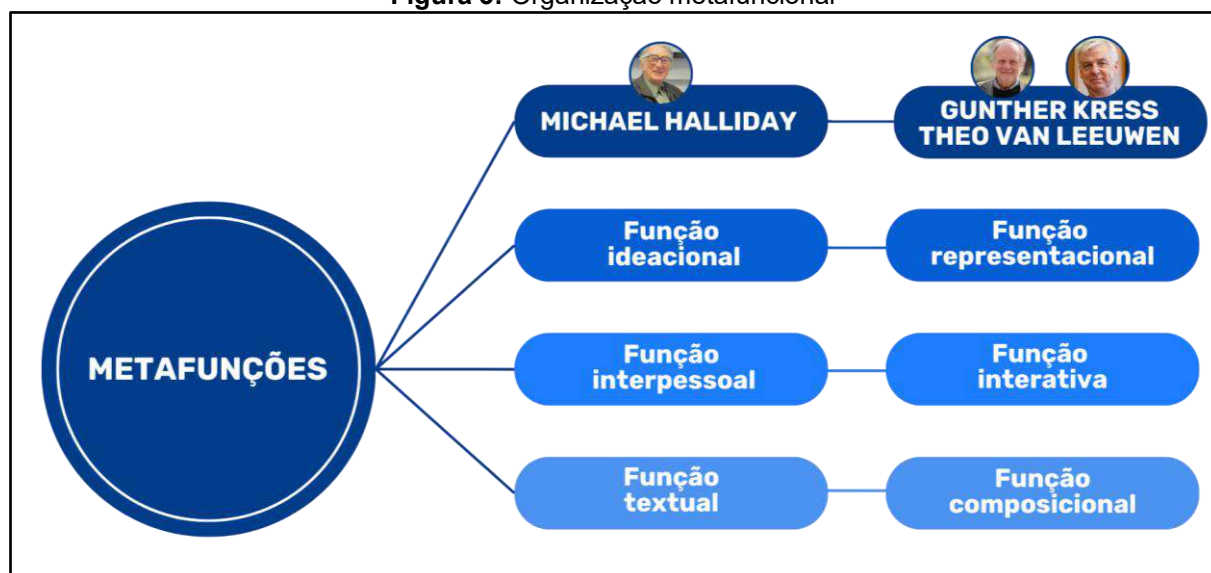 Organização metafuncional
MICHAEL HALLIDAY
GUNTHER KRESS
THEO VAN LEEUWEN
METAFUNÇÕES
Função
ideacional
Função
representacional
Função
interpessoal
Função
interativa
Função
textual
Função
composicional